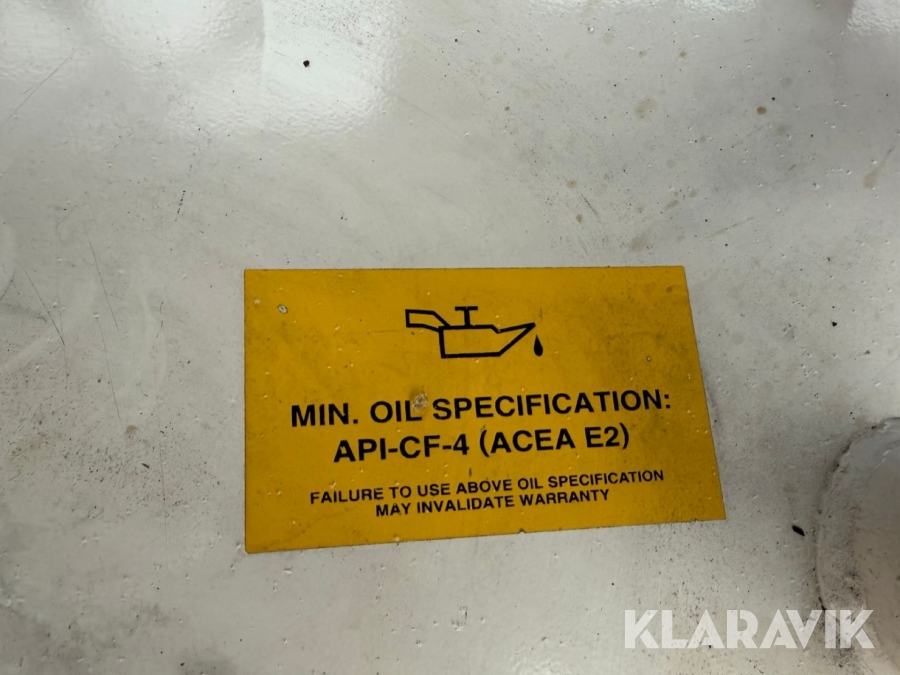 MIN. OIL SPECIFICATION:
API-CF-4 (ACEA E2)
FAILURE TO USE ABOVE OIL SPECIFICATION
MAY INVALIDATE WARRANTY
KLARAVIK